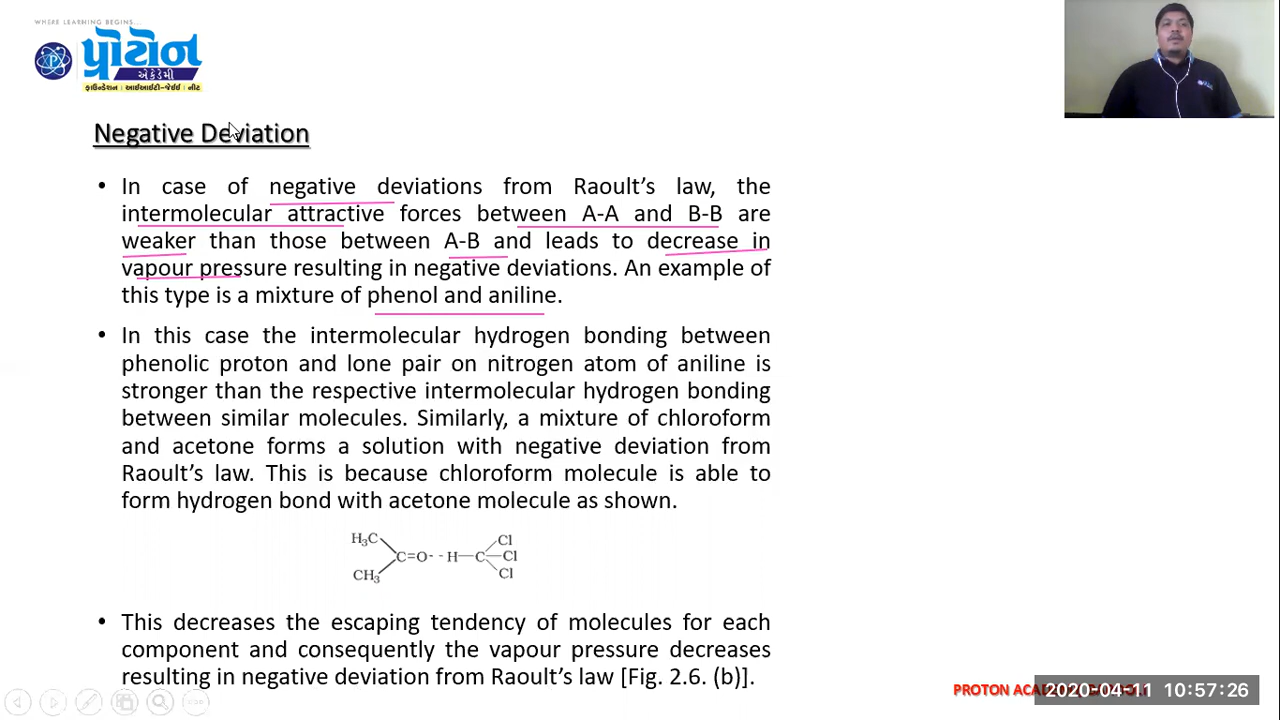 WHERE LEARNING BEGINS...
પ્રોટોન
એકેડેમી
ફાઉન્ડેશન | આઈઆઈટી-જેઈઈ | નીટ
Negative Deviation
• In case of negative deviations from Raoult's law, the
intermolecular attractive forces between A-A and B-B are
weaker than those between A-B and leads to decrease in
vapour pressure resulting in negative deviations. An example of
this type is a mixture of phenol and aniline.
• In this case the intermolecular hydrogen bonding between
phenolic proton and lone pair on nitrogen atom of aniline is
stronger than the respective intermolecular hydrogen bonding
between similar molecules. Similarly, a mixture of chloroform
and acetone forms a solution with negative deviation from
Raoult's law. This is because chloroform molecule is able to
form hydrogen bond with acetone molecule as shown.
H₃C
Cl
C=O- -H—C—Cl
CH₃
Cl
• This decreases the escaping tendency of molecules for each
component and consequently the vapour pressure decreases
resulting in negative deviation from Raoult's law [Fig. 2.6. (b)].
PROTON
2020-04-11 10:57:26